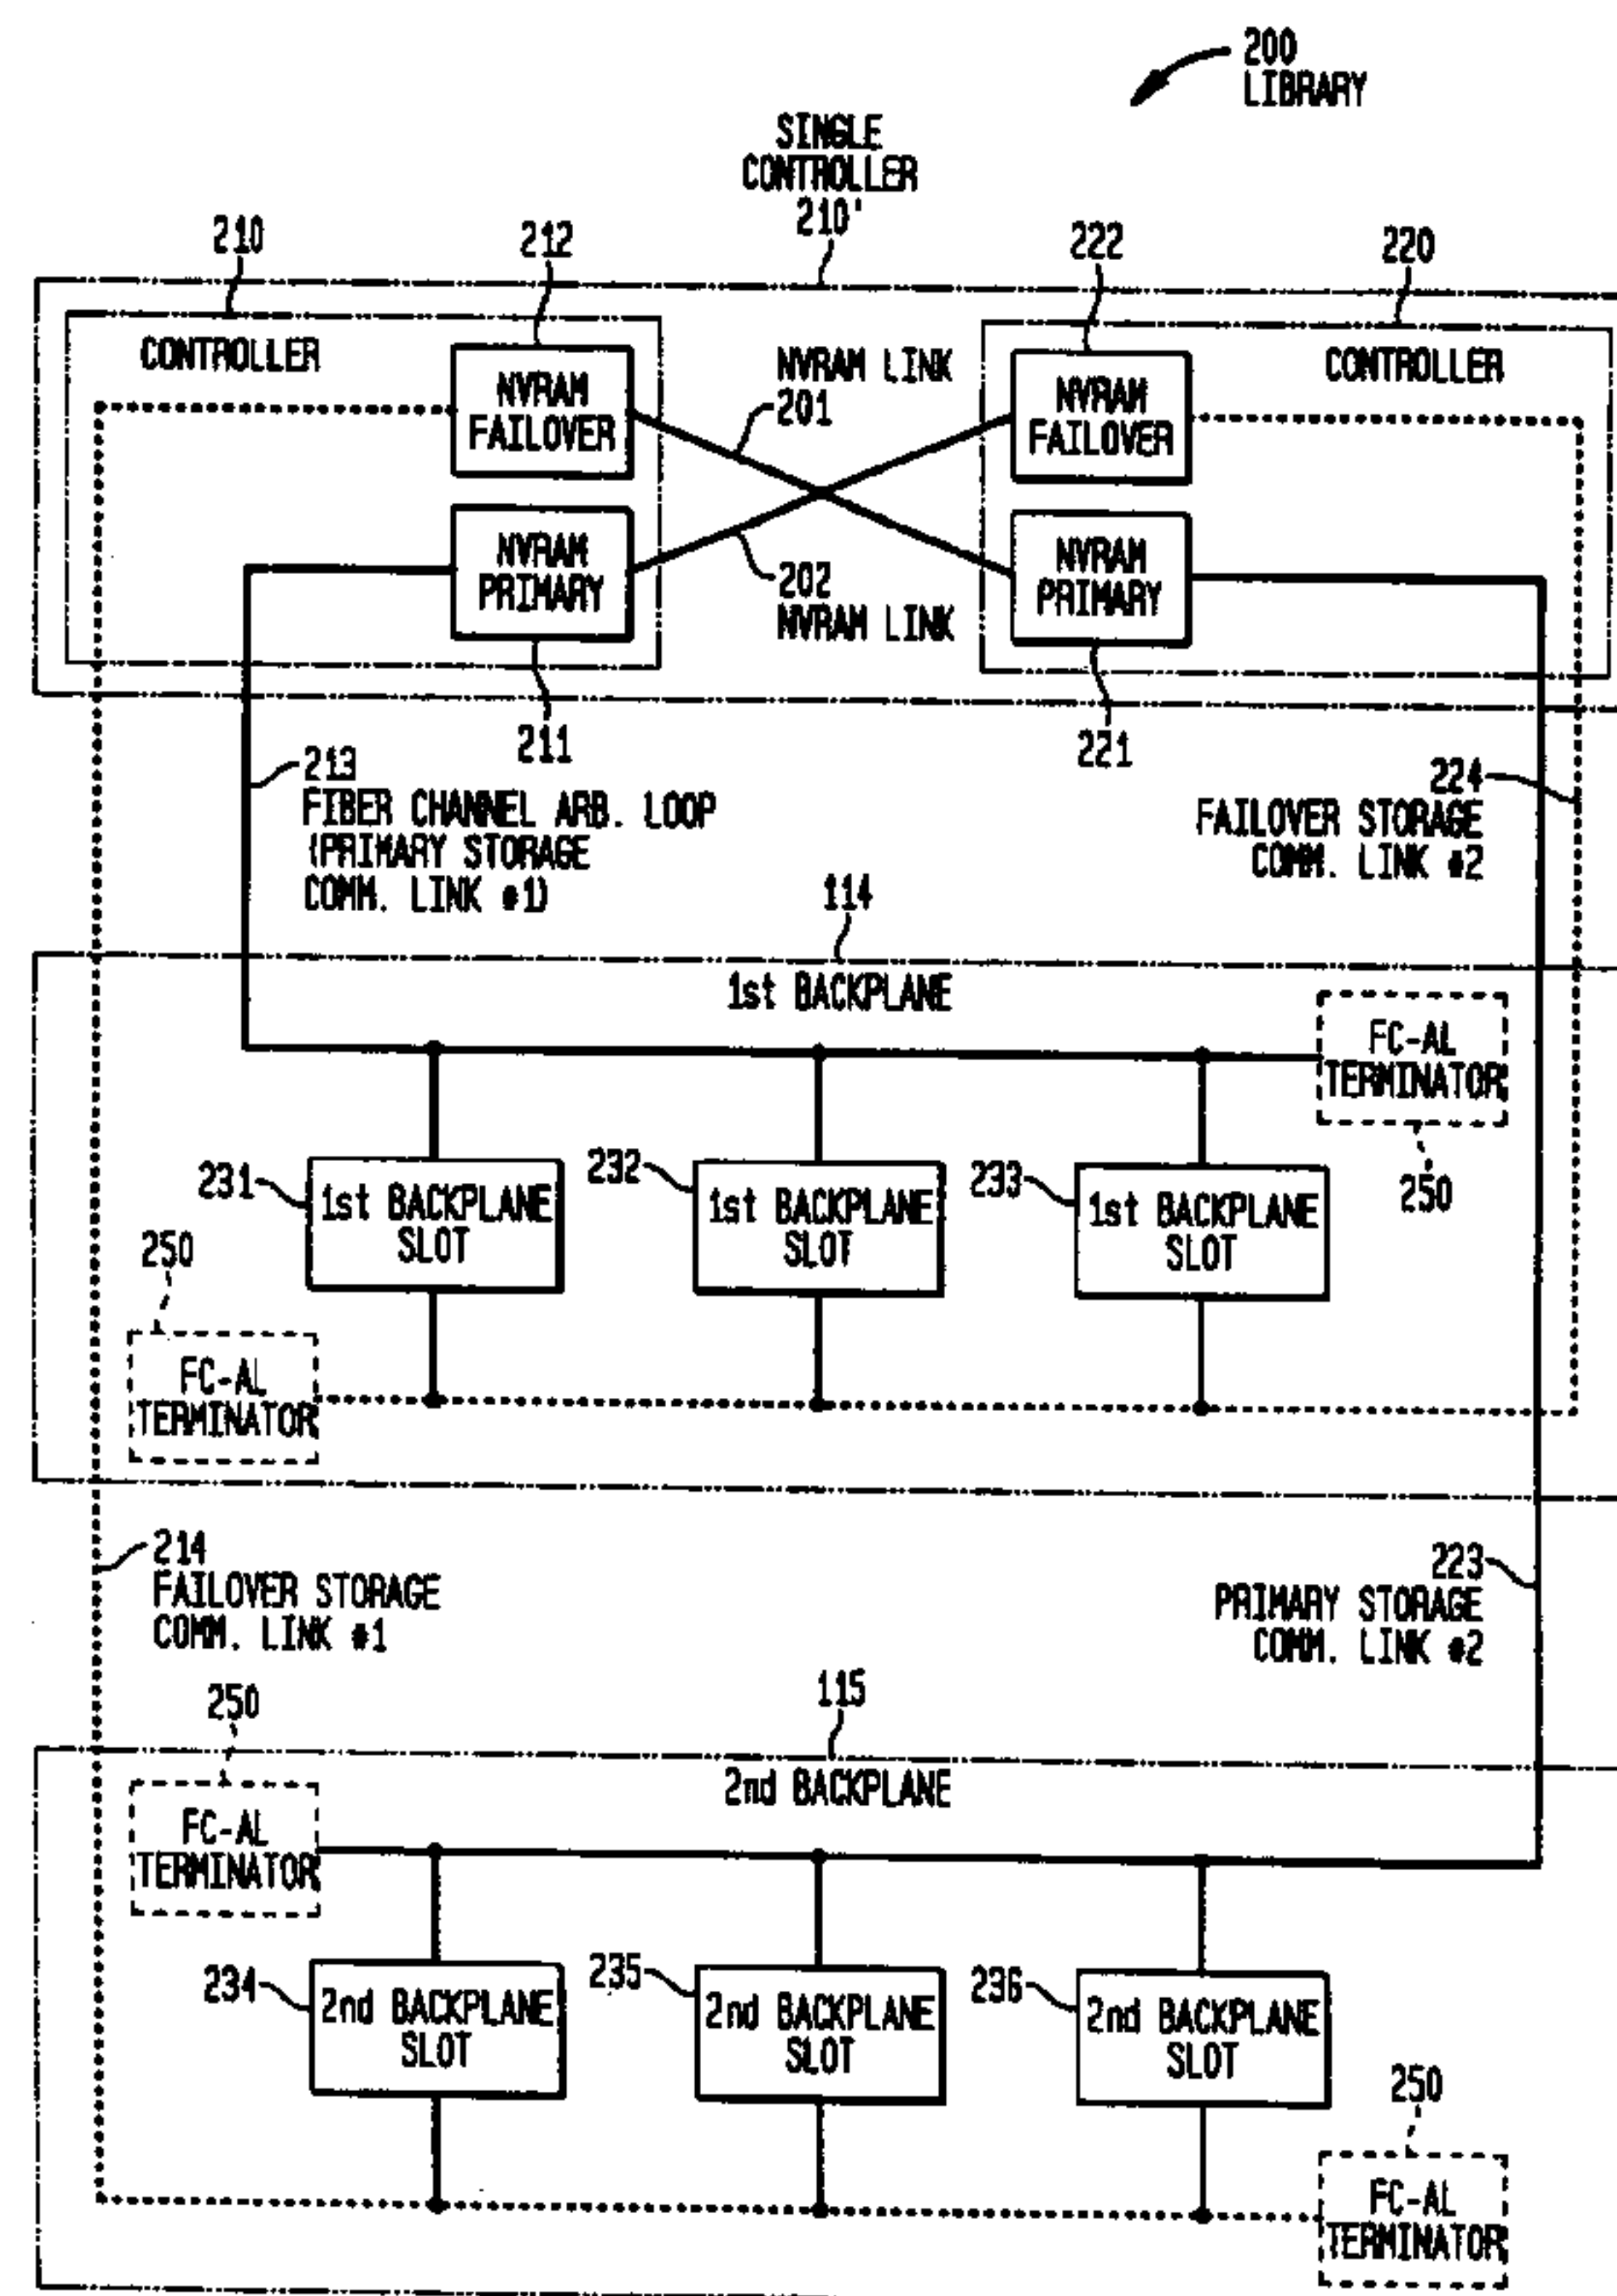 200
LIBRARY
SINGLE
CONTROLLER
210'
210
212
222
220
CONTROLLER
NVRAM
FAILOVER
NVRAM LINK
201
NVRAM
FAILOVER
CONTROLLER
NVRAM
PRIMARY
202
NVRAM LINK
NVRAM
PRIMARY
211
221
213
FIBER CHANNEL ARB. LOOP
(PRIMARY STORAGE
COMM. LINK #1)
224
FAILOVER STORAGE
COMM. LINK #2
114
1st BACKPLANE
FC-AL
TERMINATOR
250
231
1st BACKPLANE
SLOT
232
1st BACKPLANE
SLOT
233
1st BACKPLANE
SLOT
250
FC-AL
TERMINATOR
214
FAILOVER STORAGE
COMM. LINK #1
223
PRIMARY STORAGE
COMM. LINK #2
250
115
2nd BACKPLANE
FC-AL
TERMINATOR
234
2nd BACKPLANE
SLOT
235
2nd BACKPLANE
SLOT
236
2nd BACKPLANE
SLOT
250
FC-AL
TERMINATOR